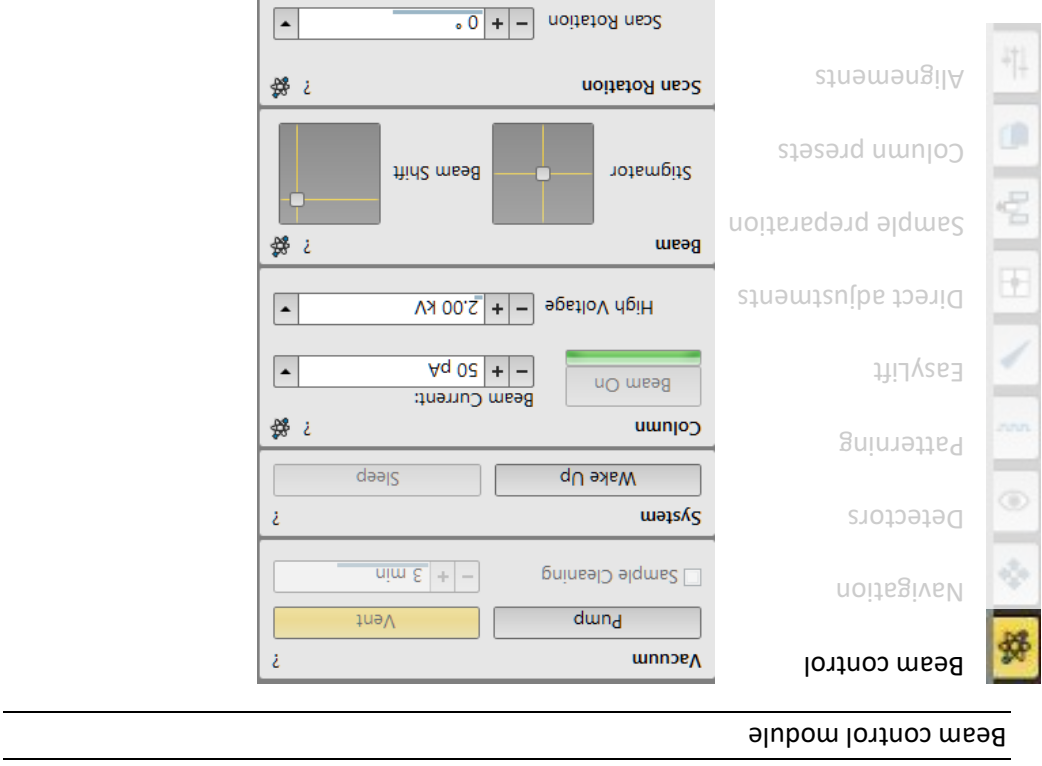 Beam control module
Beam control
Navigation
Detectors
Patterning
EasyLift
Direct adjustments
Sample preparation
Column presets
Alignements
Vacuum ?
Pump Vent
Sample Cleaning - + 3 min
System ?
Wake Up Sleep
Column ?
Beam Current:
Beam On - + 50 pA
High Voltage - + 2.00 kV
Beam ?
Stigmator Beam Shift
Scan Rotation ?
Scan Rotation - + 0 °